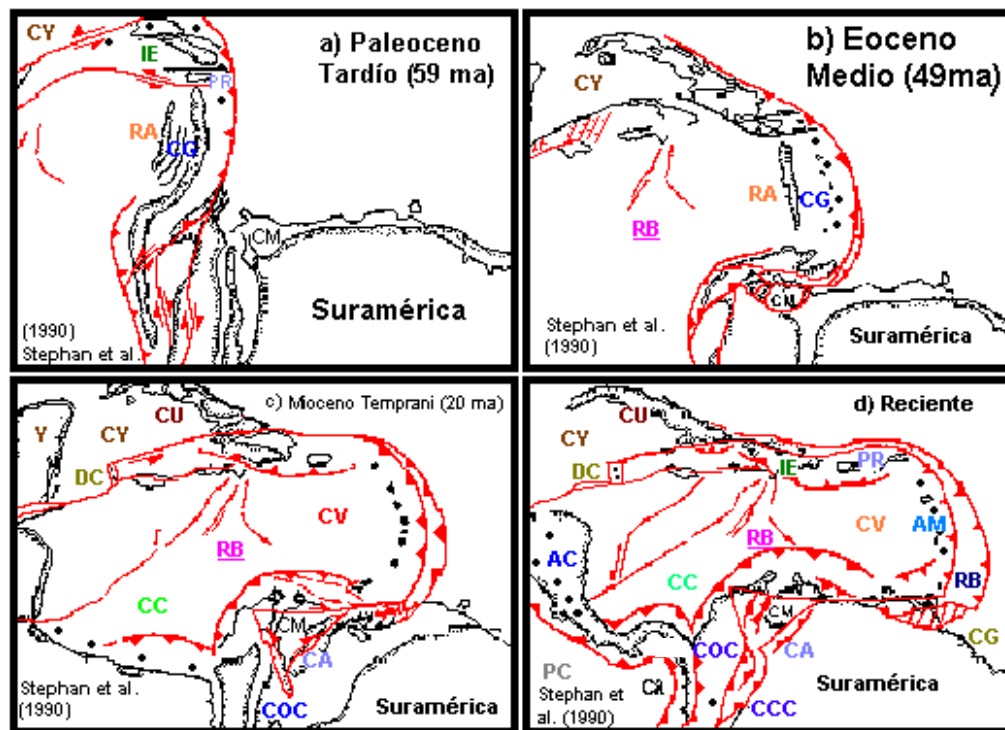 a) Paleoceno
Tardío (59 ma)
CY
IE
PR
RA
CG
CM
Suramérica
(1990)
Stephan et al.
b) Eoceno
Medio (49ma)
CY
RA
CG
RB
CM
Stephan et al.
(1990)
Suramérica
c) Mioceno Temprani (20 ma)
CU
Y
CY
DC
CV
RB
CC
CM
CA
Stephan et al.
(1990)
COC
Suramérica
d) Reciente
CU
CY
DC
IE
PR
CV
AM
RB
AC
CC
RB
CM
CG
COC
CA
PC
Suramérica
Stephan et
al. (1990)
CCC